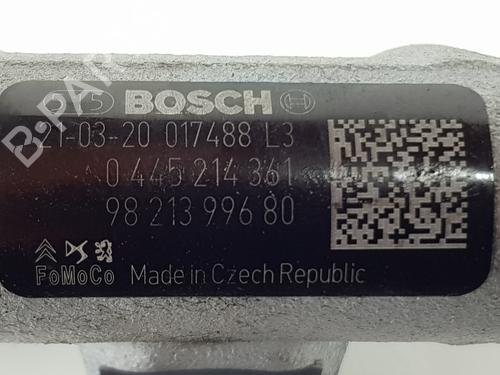 BOSCH
21-03-20 017488 L3
0 445 214 361
98 213 996 80
FoMoCo Made in Czech Republic